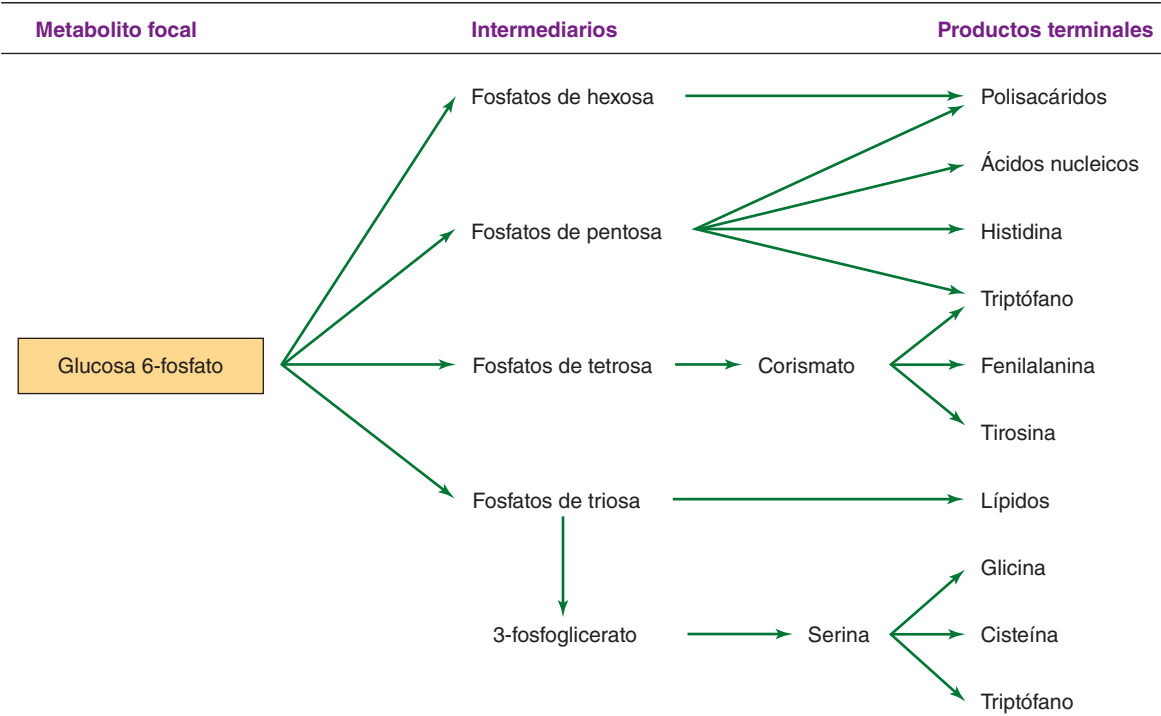 Metabolito focal Intermediarios Productos terminales
Fosfatos de hexosa Polisacáridos
Ácidos nucleicos
Fosfatos de pentosa Histidina
Triptófano
Glucosa 6-fosfato Fosfatos de tetrosa Corismato Fenilalanina
Tirosina
Fosfatos de triosa Lípidos
Glicina
3-fosfoglicerato Serina Cisteína
Triptófano